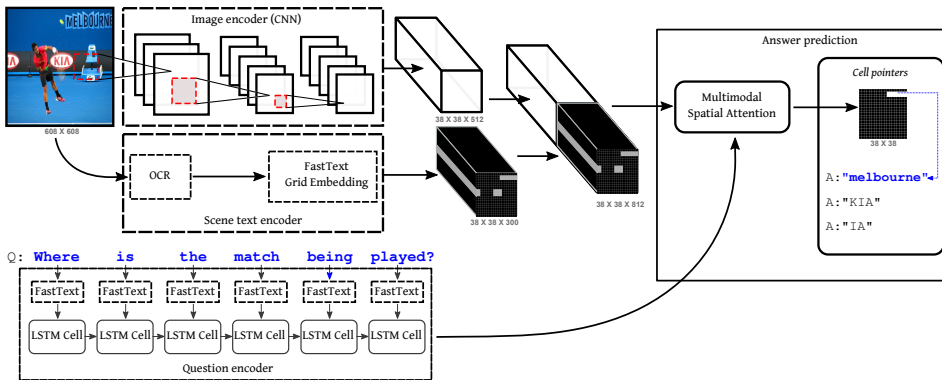 MELBOURNE
KIA
608 X 608
Image encoder (CNN)
38 X 38 X 512
OCR
FastText
Grid Embedding
Scene text encoder
38 X 38 X 300
38 X 38 X 812
Answer prediction
Multimodal
Spatial Attention
Cell pointers
38 X 38
A:"melbourne"
A:"KIA"
A:"IA"
Q: Where is the match being played?
FastText FastText FastText FastText FastText FastText
LSTM Cell LSTM Cell LSTM Cell LSTM Cell LSTM Cell LSTM Cell
Question encoder